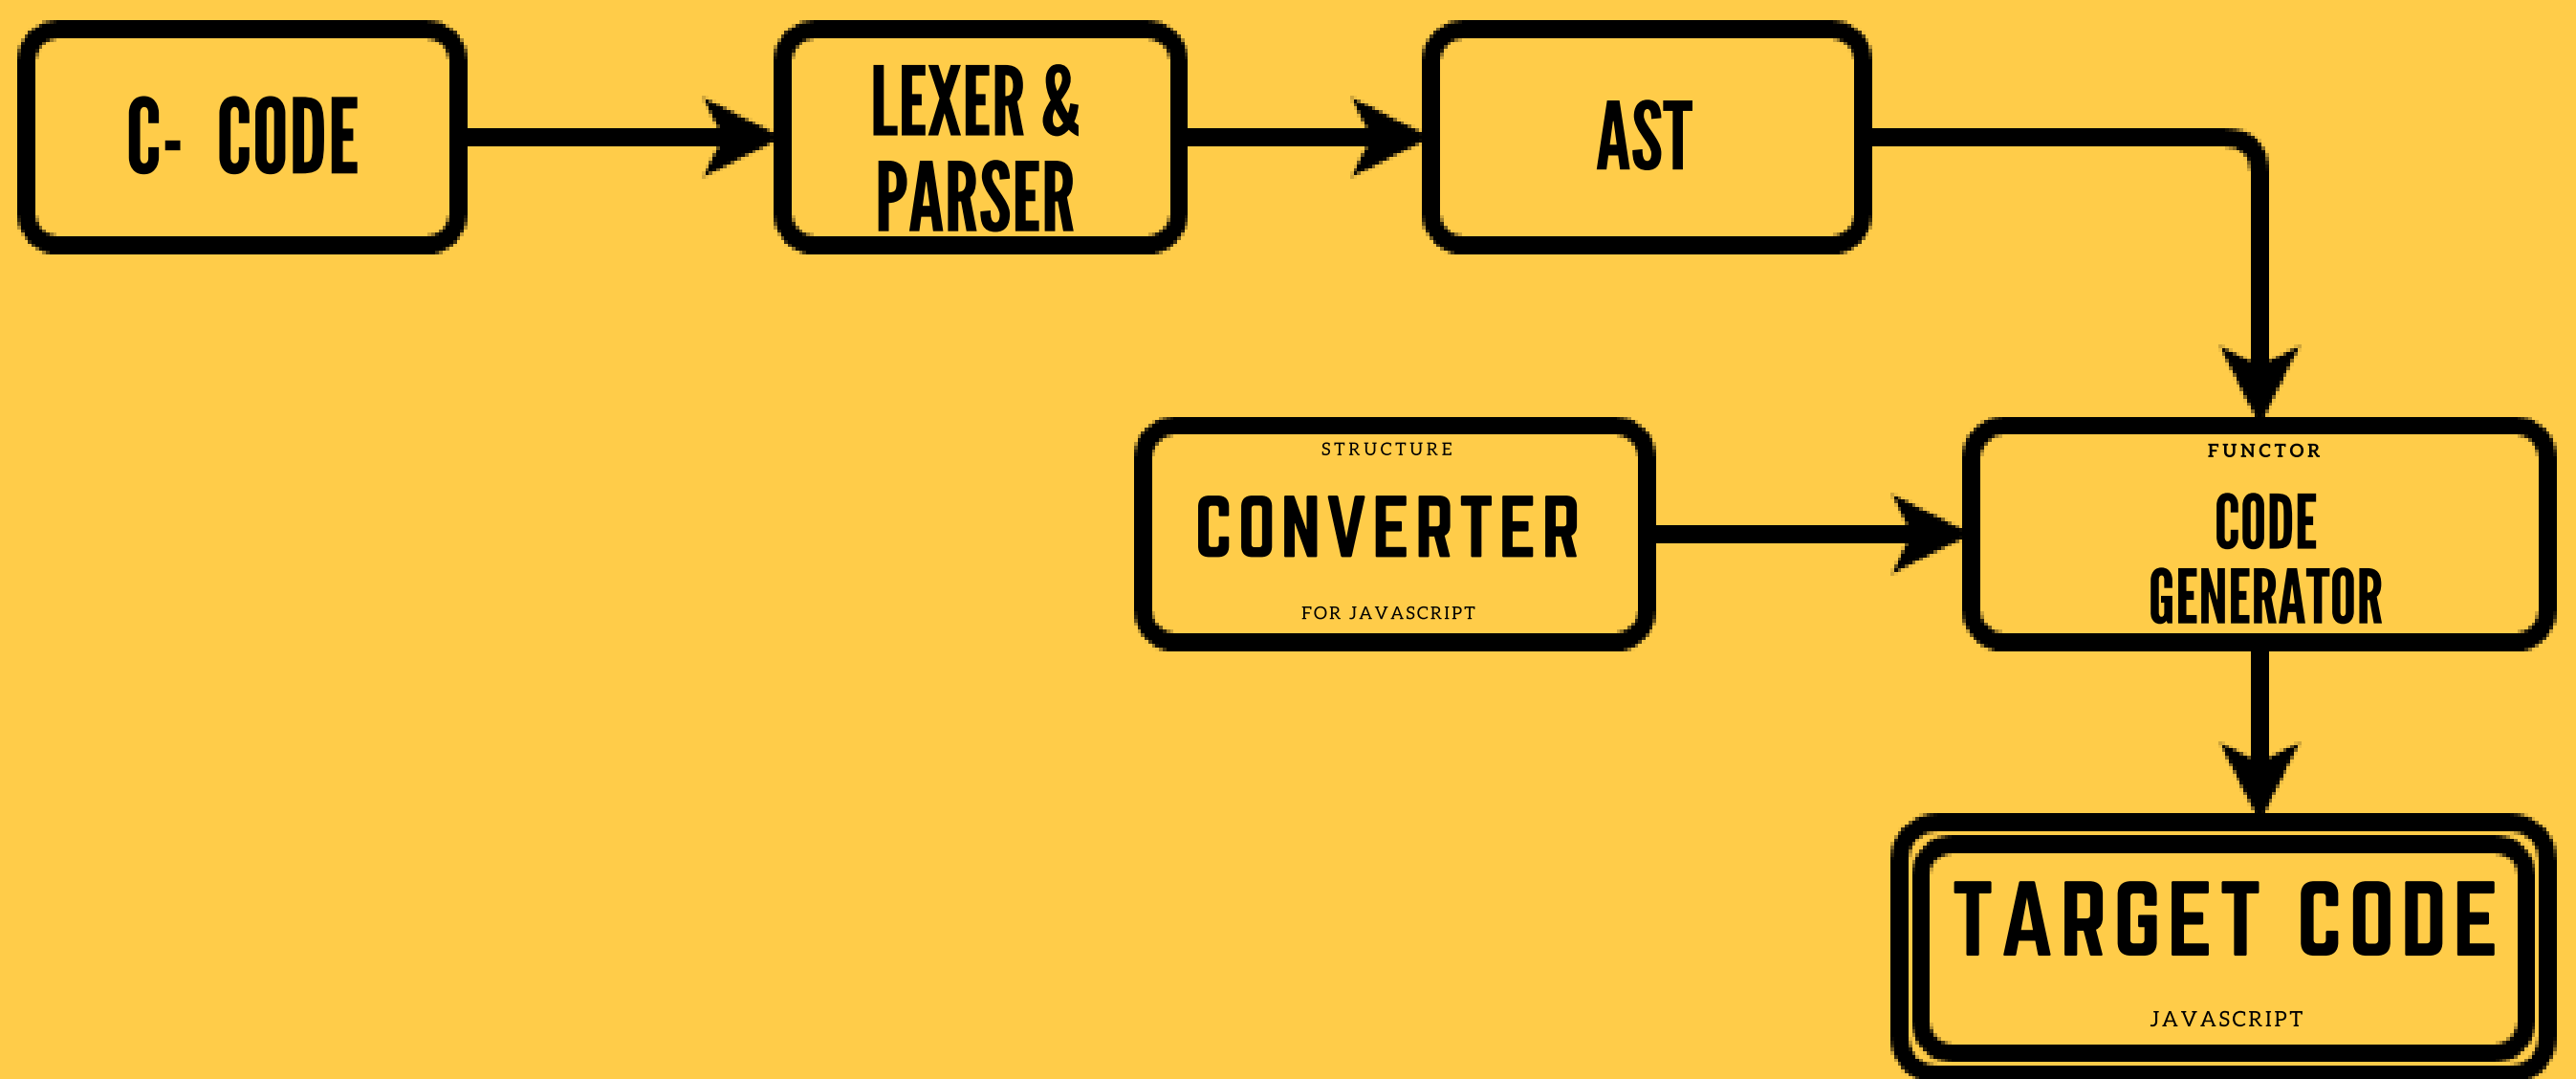 C- CODE
LEXER &
PARSER
AST
STRUCTURE
CONVERTER
FOR JAVASCRIPT
FUNCTOR
CODE
GENERATOR
TARGET CODE
JAVASCRIPT